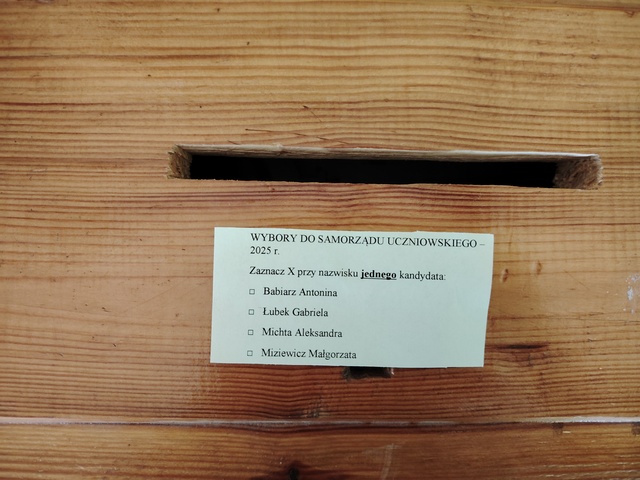 WYBORY DO SAMORZĄDU UCZNIOWSKIEGO –
2025 r.
Zaznacz X przy nazwisku jednego kandydata:
□ Babiarz Antonina
□ Łubek Gabriela
□ Michta Aleksandra
□ Miziewicz Małgorzata